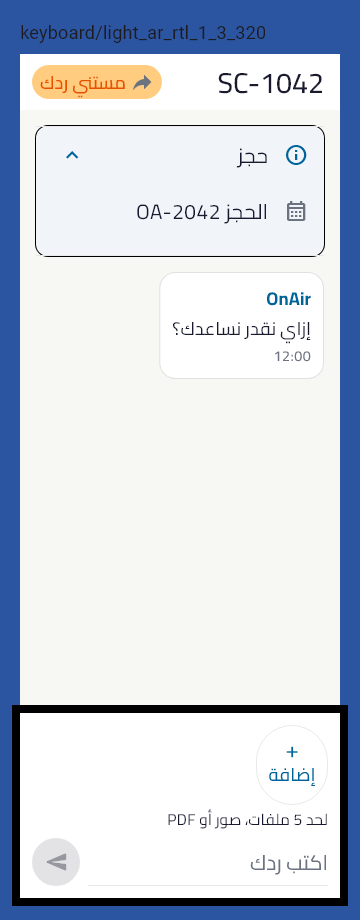 keyboard/light_ar_rtl_1_3_320
SC-1042
مستني ردك
حجز
الحجز OA-2042
OnAir
إزاي نقدر نساعدك؟
12:00
+
إضافة
لحد 5 ملفات، صور أو PDF
اكتب ردك